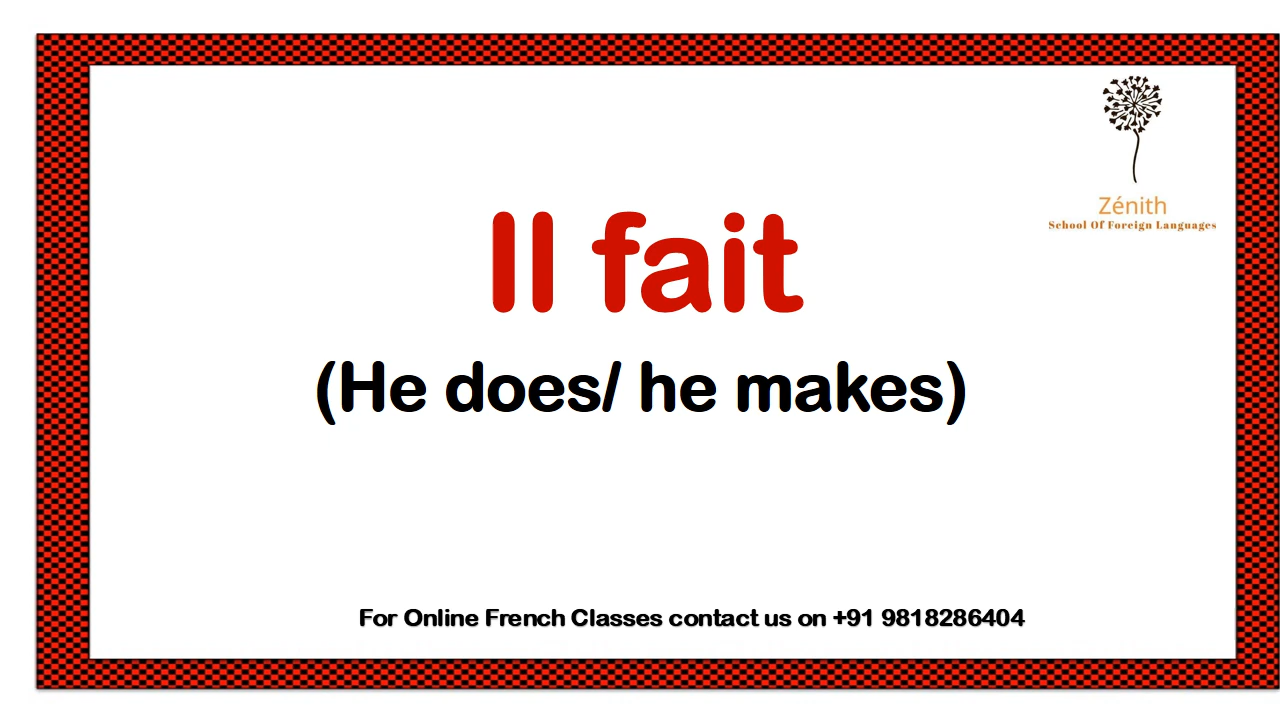 Zénith
School Of Foreign Languages
Il fait
(He does/ he makes)
For Online French Classes contact us on +91 9818286404